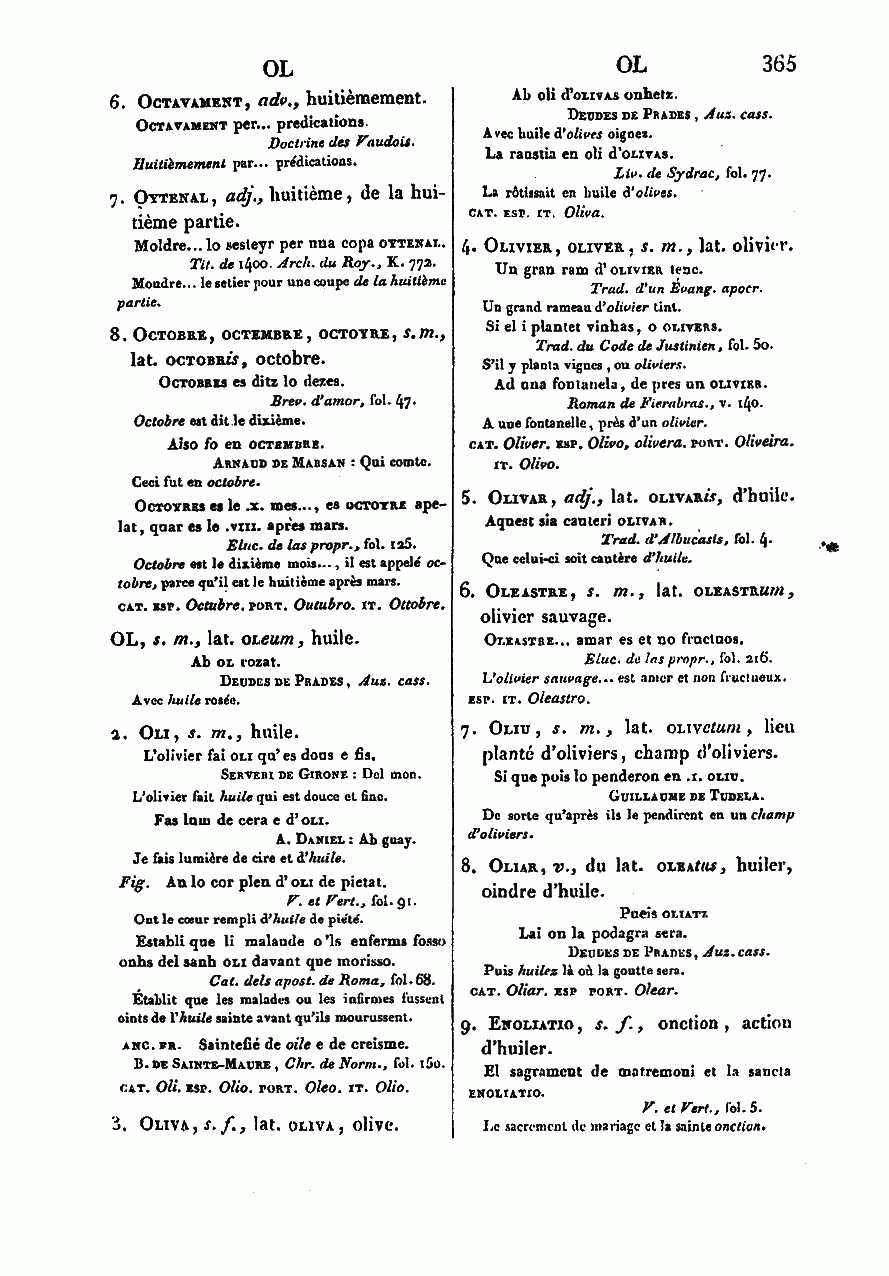 OL
6. Octavament, adv., huitièmement.
Octavament per... predications.
Doctrine des Vaudois.
Huitièmement par... prédications.
7. Oytenal, adj., huitième, de la hui-
tième partie.
Moldre... lo sesteyr per una copa oytenal.
Tit. de 1400. Arch. du Roy., K. 772.
Moudre... le setier pour une coupe de la huitième
partie.
8. Octobre, octembre, octoyre, s. m.,
lat. octobris, octobre.
Octobres es ditz lo dezes.
Brev. d'amor, fol. 47.
Octobre est dit le dixième.
Aiso fo en octembre.
Arnaud de Marsan : Qui comte.
Ceci fut en octobre.
Octoyres es le .x. mes..., es octoyre ape-
lat, quar es le .viii. après mars.
Eluc. de las propr., fol. 125.
Octobre est le dixième mois..., il est appelé oc-
tobre, parce qu'il est le huitième après mars.
cat. esp. Octubre. port. Outubro. it. Ottobre.
OL, s. m., lat. oleum, huile.
Ab ol rozat.
Deudes de Prades, Auz. cass.
Avec huile rosée.
2. Oli, s. m., huile.
L'olivier fai oli qu'es dous e fis.
Serveri de Girone : Del mon.
L'olivier fait huile qui est douce et fine.
Fas lum de cera e d'oli.
A. Daniel : Ab guay.
Je fais lumière de cire et d'huile.
Fig. An lo cor plen d'oli de pietat.
V. et Vert., fol. 91.
Ont le cœur rempli d'huile de piété.
Establi que li malaude o 'ls enferms fosso
onhs del sanh oli davant que morisso.
Cat. dels apost. de Roma, fol. 68.
Établit que les malades ou les infirmes fussent
oints de l'huile sainte avant qu'ils mourussent.
anc. fr. Saintefié de oile e de creisme.
B. de Sainte-Maure, Chr. de Norm., fol. 150.
cat. Oli. esp. Olio. port. Oleo. it. Olio.
3. Oliva, s. f., lat. oliva, olive.
OL 365
Ab oli d'olivas onhetz.
Deudes de Prades, Auz. cass.
Avec huile d'olives oignez.
La raustia en oli d'olivas.
Liv. de Sydrac, fol. 77.
La rôtissait en huile d'olives.
cat. esp. it. Oliva.
4. Olivier, oliver, s. m., lat. olivier.
Un gran ram d'olivier tenc.
Trad. d'un Évang. apocr.
Un grand rameau d'olivier tint.
Si el i plantet vinhas, o olivers.
Trad. du Code de Justinien, fol. 50.
S'il y planta vignes, ou oliviers.
Ad una fontanela, de pres un olivier.
Roman de Fierabras., v. 140.
A une fontanelle, près d'un olivier.
cat. Oliver. esp. Olivo, olivera. port. Oliveira.
it. Olivo.
5. Olivar, adj., lat. olivaris, d'huile.
Aquest sia cauteri olivar.
Trad. d'Albucasis, fol. 4.
Que celui-ci soit cautère d'huile.
6. Oleastre, s. m., lat. oleastrum,
olivier sauvage.
Oleastre... amar es et no fructuos.
Eluc. de las propr., fol. 216.
L'olivier sauvage... est amer et non fructueux.
esp. it. Oleastro.
7. Oliu, s. m., lat. olivetum, lieu
planté d'oliviers, champ d'oliviers.
Si que puis lo penderon en .i. oliu.
Guillaume de Tudela.
De sorte qu'après ils le pendirent en un champ
d'oliviers.
8. Oliar, v., du lat. oleatus, huiler,
oindre d'huile.
Pueis oliatz
Lai on la podagra sera.
Deudes de Prades, Auz. cass.
Puis huilez là où la goutte sera.
cat. Oliar. esp port. Olear.
9. Enoliatio, s. f., onction, action
d'huiler.
El sagrament de matremoni et la sancta
enoliatio.
V. et Vert., fol. 5.
Le sacrement de mariage et la sainte onction.